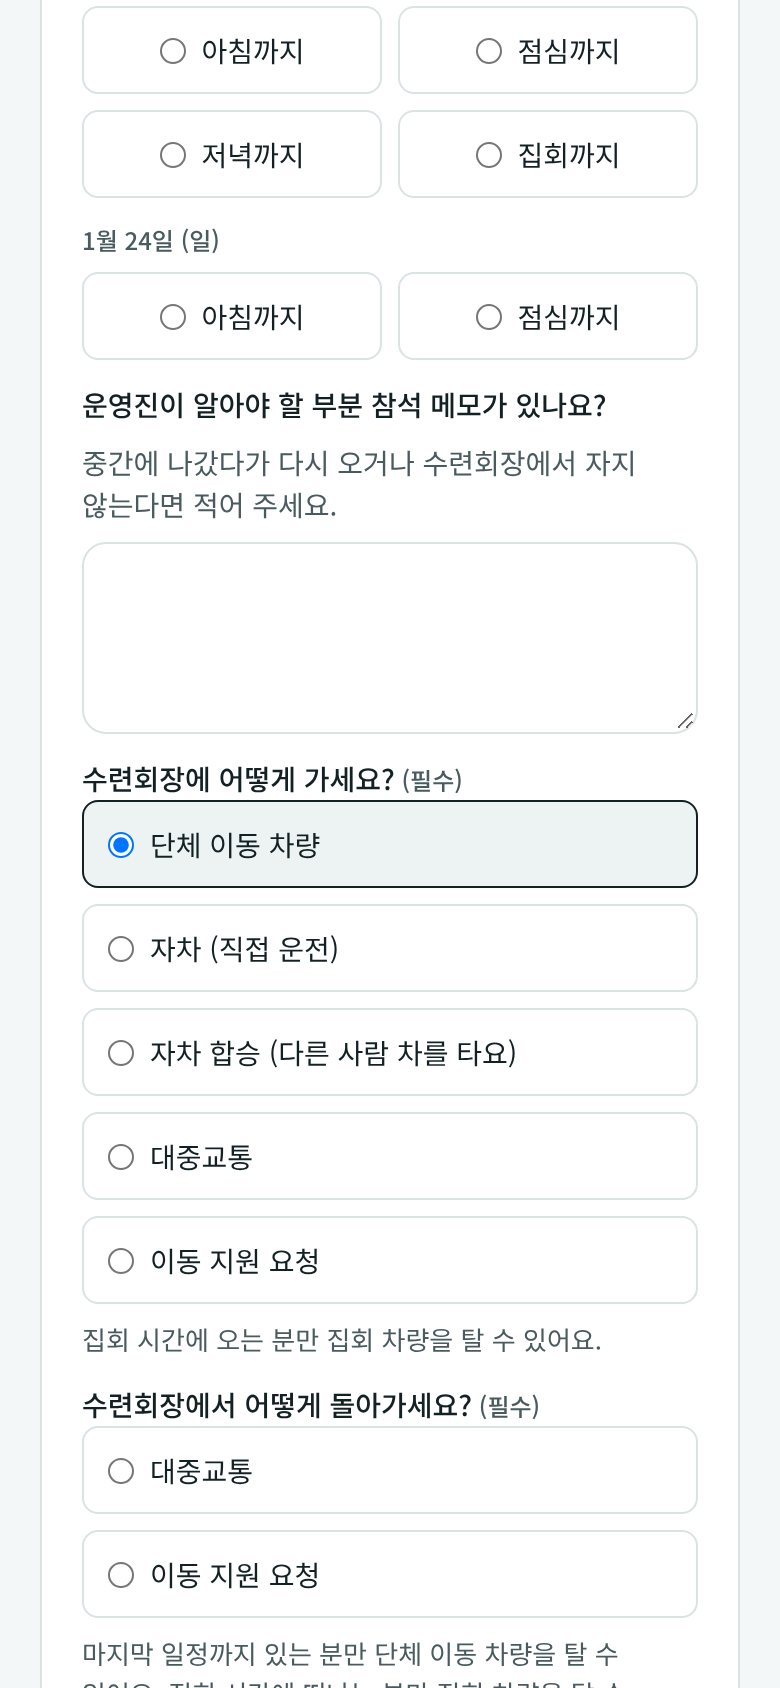 아침까지
점심까지
저녁까지
집회까지
1월 24일 (일)
아침까지
점심까지
운영진이 알아야 할 부분 참석 메모가 있나요?
중간에 나갔다가 다시 오거나 수련회장에서 자지
않는다면 적어 주세요.
수련회장에 어떻게 가세요? (필수)
단체 이동 차량
자차 (직접 운전)
자차 합승 (다른 사람 차를 타요)
대중교통
이동 지원 요청
집회 시간에 오는 분만 집회 차량을 탈 수 있어요.
수련회장에서 어떻게 돌아가세요? (필수)
대중교통
이동 지원 요청
마지막 일정까지 있는 분만 단체 이동 차량을 탈 수